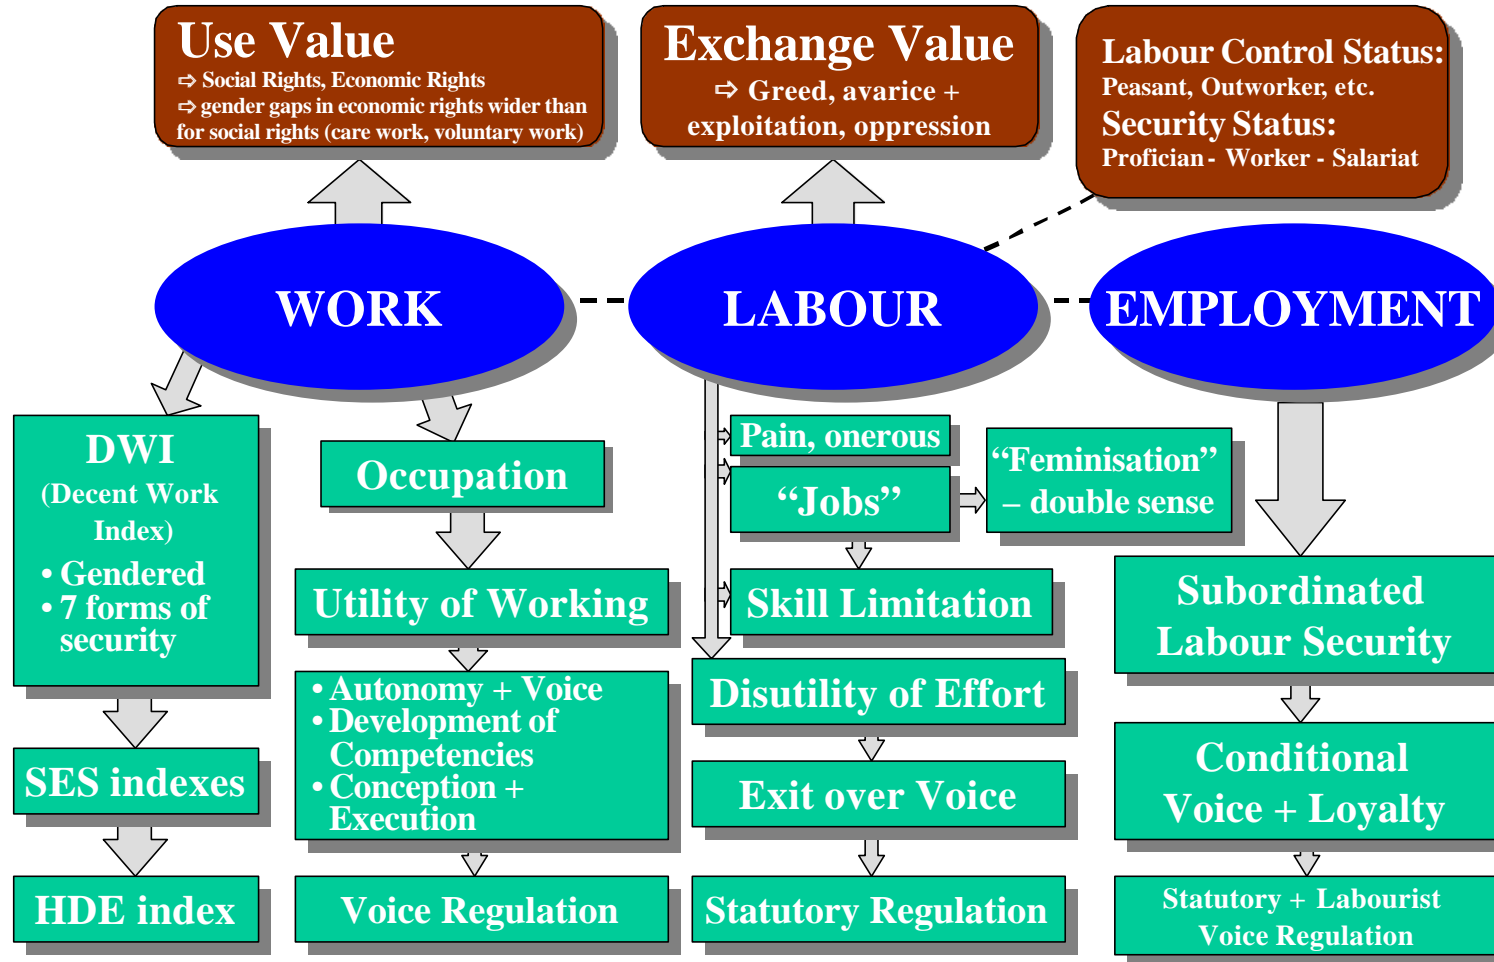 Use Value
⇨ Social Rights, Economic Rights
⇨ gender gaps in economic rights wider than
for social rights (care work, voluntary work)
Exchange Value
⇨ Greed, avarice +
exploitation, oppression
Labour Control Status:
Peasant, Outworker, etc.
Security Status:
Profician - Worker - Salariat
WORK
LABOUR
EMPLOYMENT
DWI
(Decent Work
Index)
• Gendered
• 7 forms of
security
SES indexes
HDE index
Occupation
Utility of Working
• Autonomy + Voice
• Development of
Competencies
• Conception +
Execution
Voice Regulation
Pain, onerous
“Jobs”
“Feminisation”
– double sense
Skill Limitation
Disutility of Effort
Exit over Voice
Statutory Regulation
Subordinated
Labour Security
Conditional
Voice + Loyalty
Statutory + Labourist
Voice Regulation